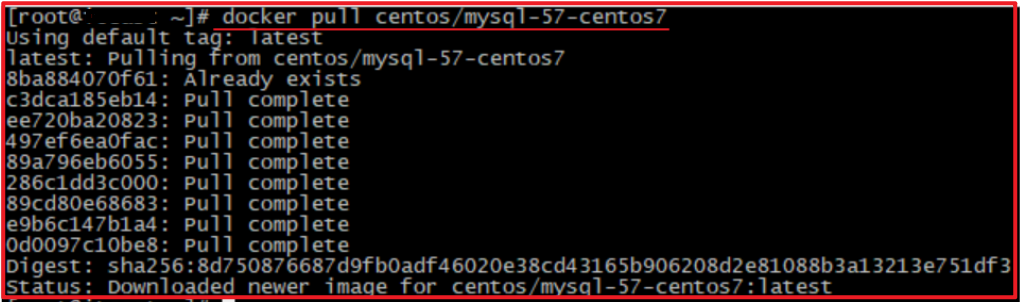 [root@ ~]# docker pull centos/mysql-57-centos7
Using default tag: latest
latest: Pulling from centos/mysql-57-centos7
8ba884070f61: Already exists
c3dca185eb14: Pull complete
ee720ba20823: Pull complete
497ef6ea0fac: Pull complete
89a796eb6055: Pull complete
286c1dd3c000: Pull complete
89cd80e68683: Pull complete
e9b6c147b1a4: Pull complete
0d0097c10be8: Pull complete
Digest: sha256:8d750876687d9fb0adf46020e38cd43165b906208d2e81088b3a13213e751df3
Status: Downloaded newer image for centos/mysql-57-centos7:latest